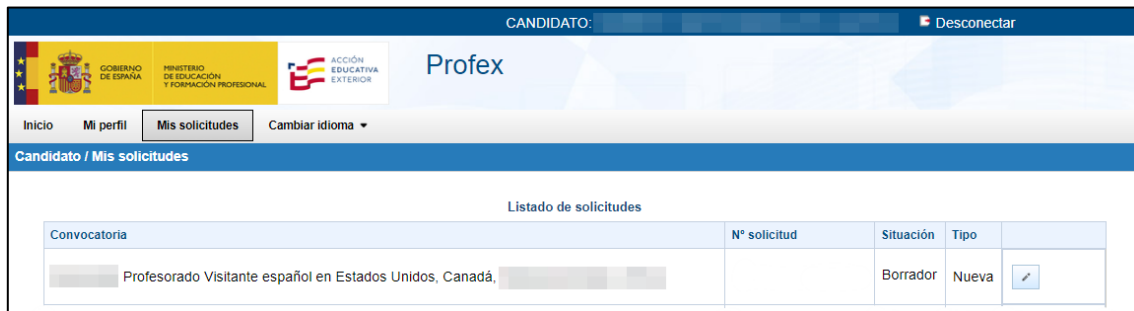 CANDIDATO:
Desconectar
GOBIERNO
DE ESPAÑA
MINISTERIO
DE EDUCACIÓN
Y FORMACIÓN PROFESIONAL
ACCIÓN
EDUCATIVA
EXTERIOR
Profex
Inicio Mi perfil Mis solicitudes Cambiar idioma
Candidato / Mis solicitudes
Listado de solicitudes
Convocatoria Nº solicitud Situación Tipo
Profesorado Visitante español en Estados Unidos, Canadá, Borrador Nueva